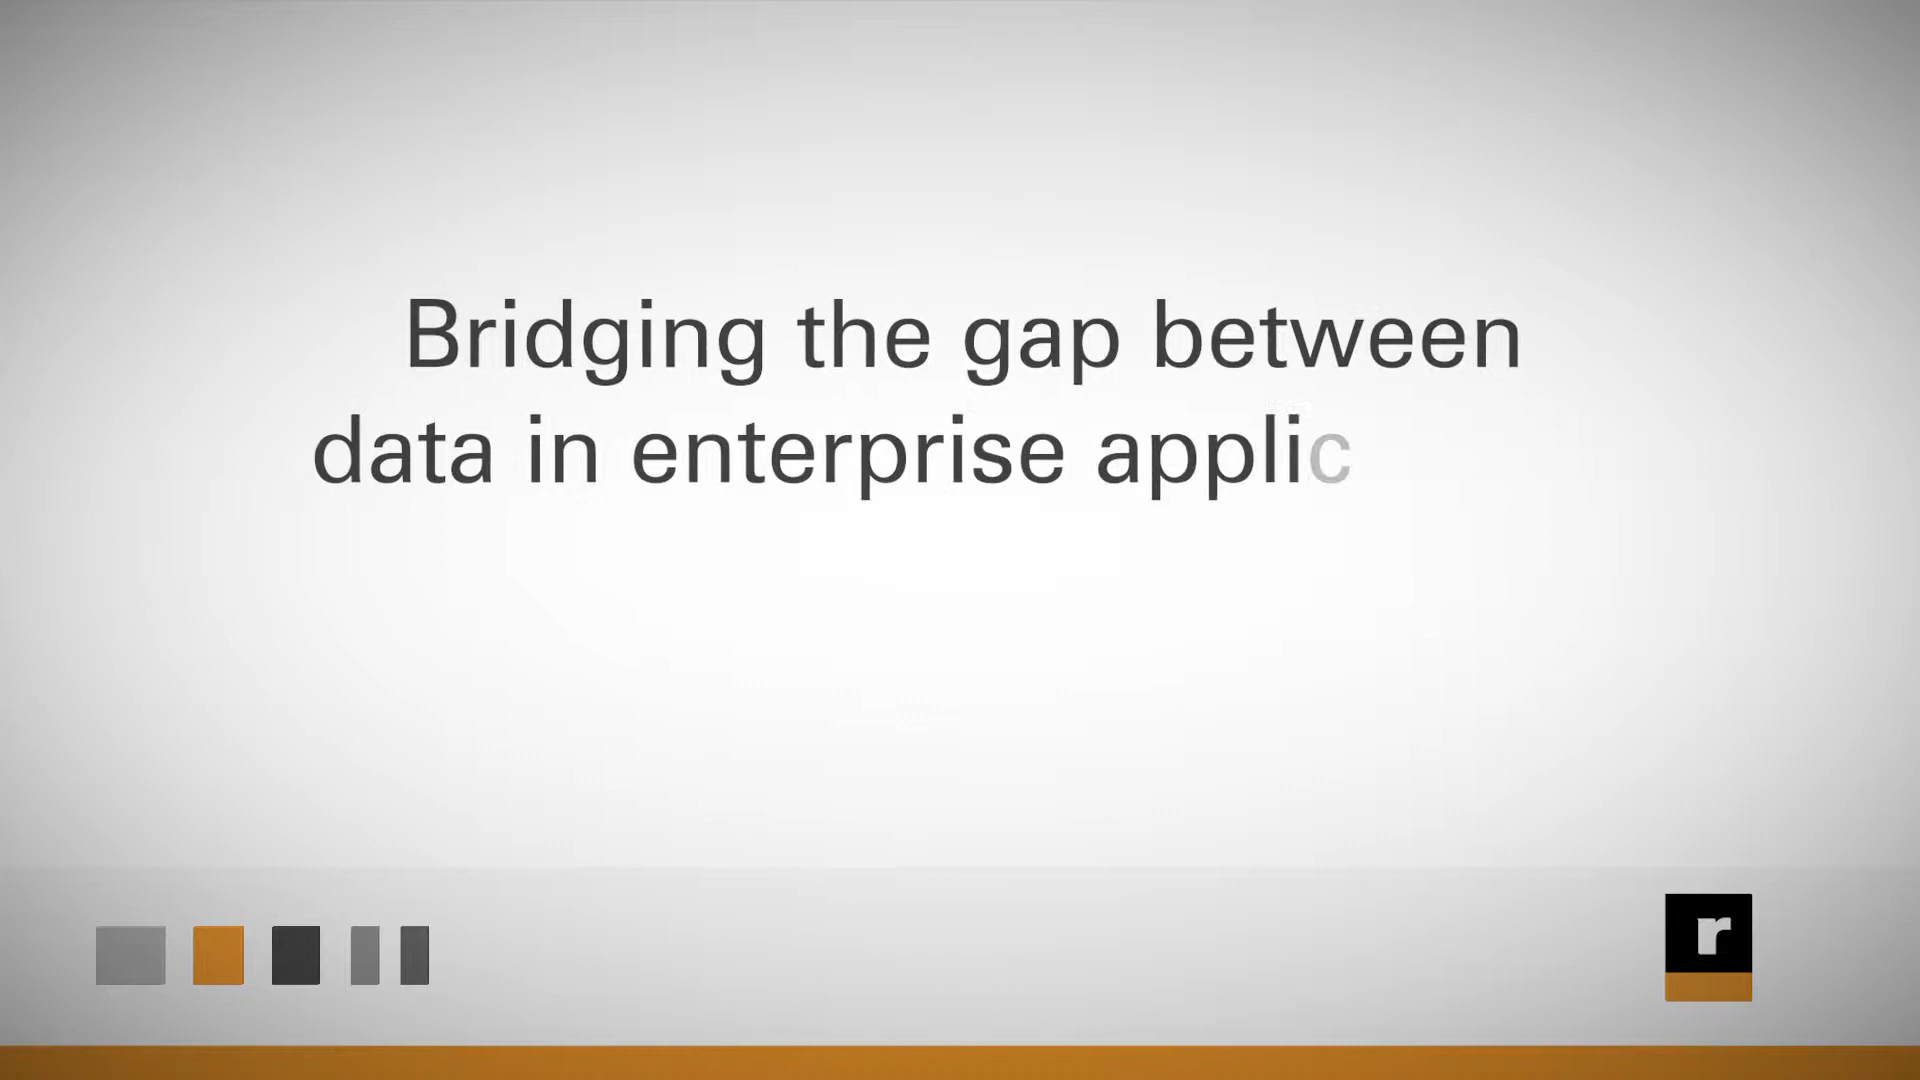 Bridging the gap between
data in enterprise applic
r